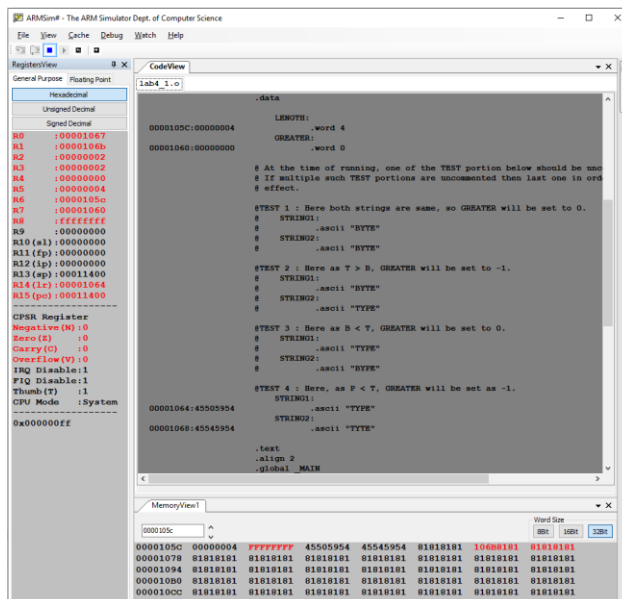 ARMSim# - The ARM Simulator Dept. of Computer Science
File View Cache Debug Watch Help
RegistersView
General Purpose Floating Point
Hexadecimal
Unsigned Decimal
Signed Decimal
R0 :00001067
R1 :0000106b
R2 :00000002
R3 :00000002
R4 :00000000
R5 :00000004
R6 :0000105c
R7 :00001060
R8 :ffffffff
R9 :00000000
R10(sl):00000000
R11(fp):00000000
R12(ip):00000000
R13(sp):00011400
R14(lr):00001064
R15(pc):00011400
CPSR Register
Negative(N):0
Zero(Z) :0
Carry(C) :0
Overflow(V):0
IRQ Disable:1
FIQ Disable:1
Thumb(T) :1
CPU Mode :System
0x000000ff
CodeView
lab4_1.o
.data
LENGTH:
0000105C:00000004 .word 4
GREATER:
00001060:00000000 .word 0
@ At the time of running, one of the TEST portion below should be unc
@ If multiple such TEST portions are uncommented then last one in ord
@ effect.
@TEST 1 : Here both strings are same, so GREATER will be set to 0.
@ STRING1:
@ .ascii "BYTE"
@ STRING2:
@ .ascii "BYTE"
@TEST 2 : Here as T > B, GREATER will be set to -1.
@ STRING1:
@ .ascii "BYTE"
@ STRING2:
@ .ascii "TYPE"
@TEST 3 : Here as B < T, GREATER will be set to 0.
@ STRING1:
@ .ascii "TYPE"
@ STRING2:
@ .ascii "BYTE"
@TEST 4 : Here, as P < T, GREATER will be set as -1.
STRING1:
00001064:45505954 .ascii "TYPE"
STRING2:
00001068:45545954 .ascii "TYTE"
.text
.align 2
.global _MAIN
MemoryView1
0000105c
Word Size
8Bit 16Bit 32Bit
0000105C 00000004 FFFFFFFF 45505954 45545954 81818181 106B8181 81818181
00001078 81818181 81818181 81818181 81818181 81818181 81818181 81818181
00001094 81818181 81818181 81818181 81818181 81818181 81818181 81818181
000010B0 81818181 81818181 81818181 81818181 81818181 81818181 81818181
000010CC 81818181 81818181 81818181 81818181 81818181 81818181 81818181